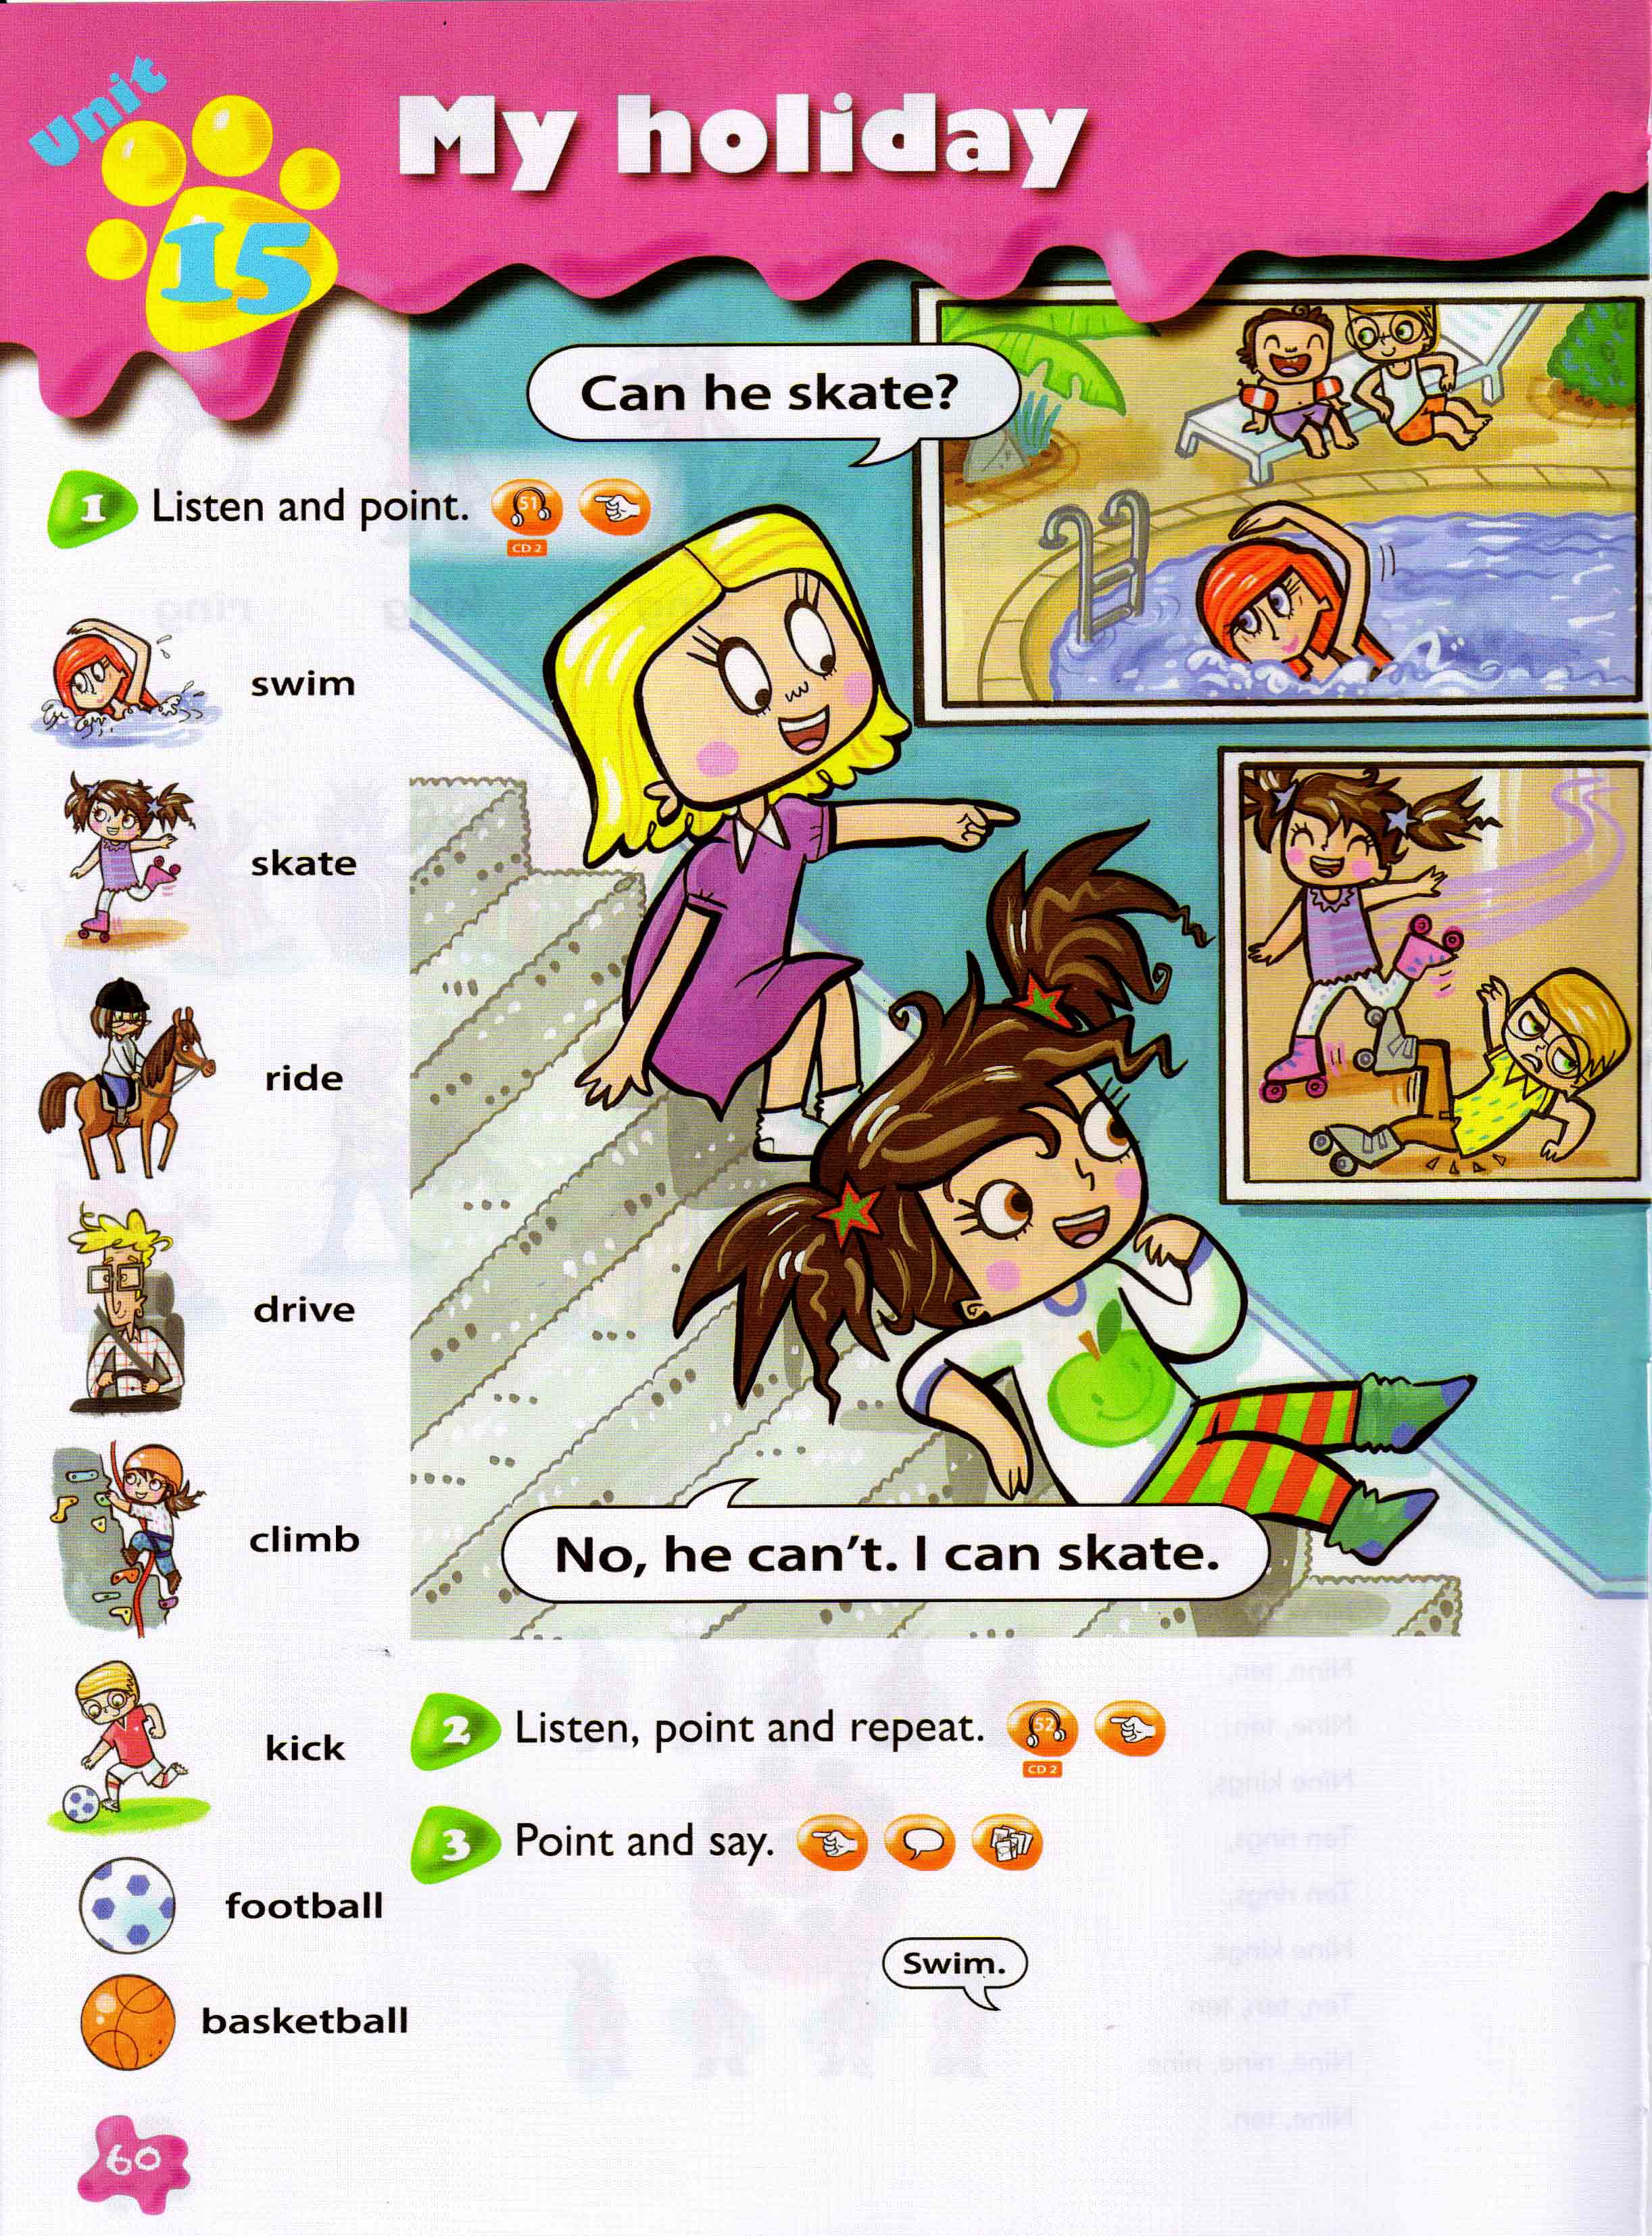 Unit
15
My holiday
Can he skate?
1 Listen and point.
51
CD 2
swim
skate
ride
drive
climb
kick
football
basketball
No, he can't. I can skate.
2 Listen, point and repeat.
52
CD 2
3 Point and say.
Swim.
60